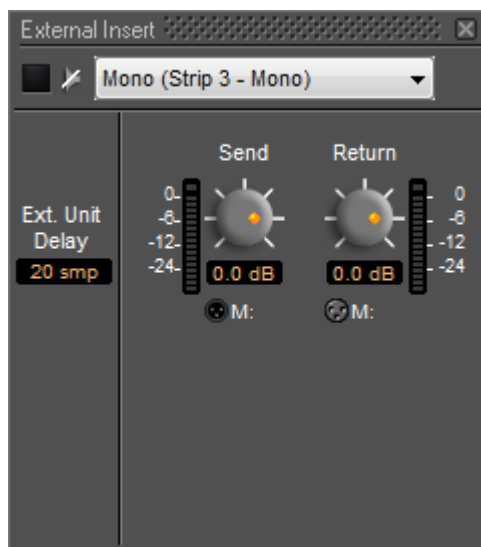 External Insert
Mono (Strip 3 - Mono)
Send Return
Ext. Unit
Delay
20 smp
0
-6
-12
-24
0.0 dB
M:
0.0 dB
M:
0
-6
-12
-24